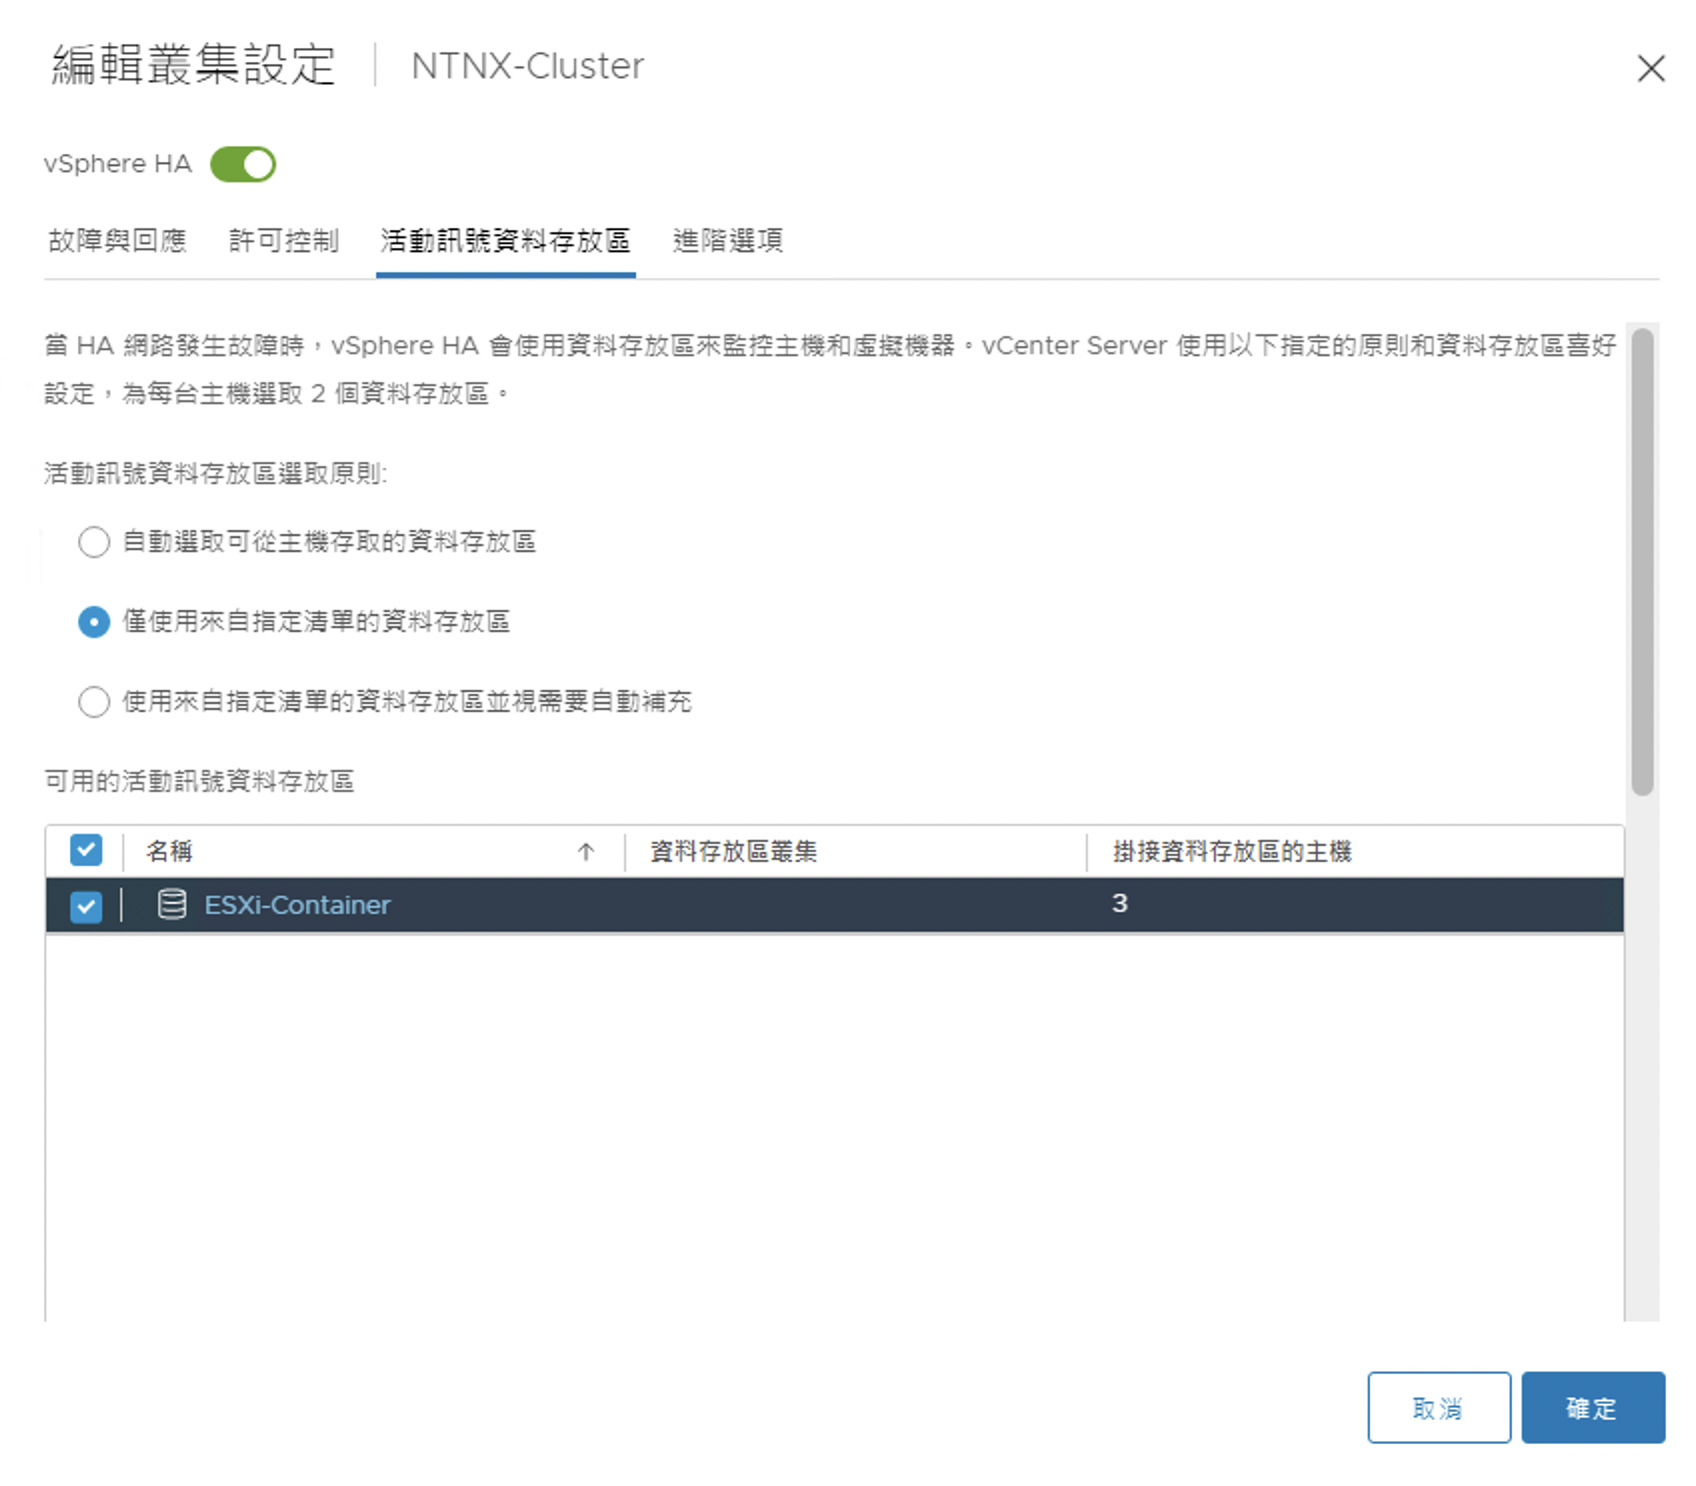 編輯叢集設定 | NTNX-Cluster
vSphere HA
故障與回應 許可控制 活動訊號資料存放區 進階選項
當 HA 網路發生故障時，vSphere HA 會使用資料存放區來監控主機和虛擬機器。vCenter Server 使用以下指定的原則和資料存放區喜好
設定，為每台主機選取 2 個資料存放區。
活動訊號資料存放區選取原則:
自動選取可從主機存取的資料存放區
僅使用來自指定清單的資料存放區
使用來自指定清單的資料存放區並視需要自動補充
可用的活動訊號資料存放區
名稱 ↑ 資料存放區叢集 掛接資料存放區的主機
ESXi-Container 3
取消 確定